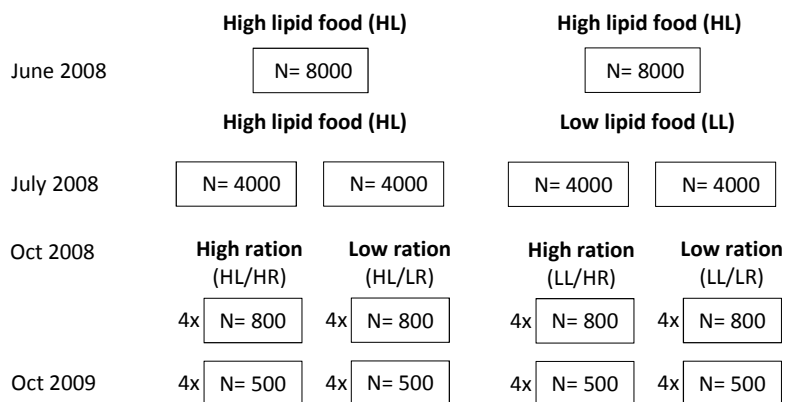 High lipid food (HL) High lipid food (HL)
June 2008 N= 8000 N= 8000
High lipid food (HL) Low lipid food (LL)
July 2008 N= 4000 N= 4000 N= 4000 N= 4000
Oct 2008 High ration Low ration High ration Low ration
(HL/HR) (HL/LR) (LL/HR) (LL/LR)
4x N= 800 4x N= 800 4x N= 800 4x N= 800
Oct 2009 4x N= 500 4x N= 500 4x N= 500 4x N= 500